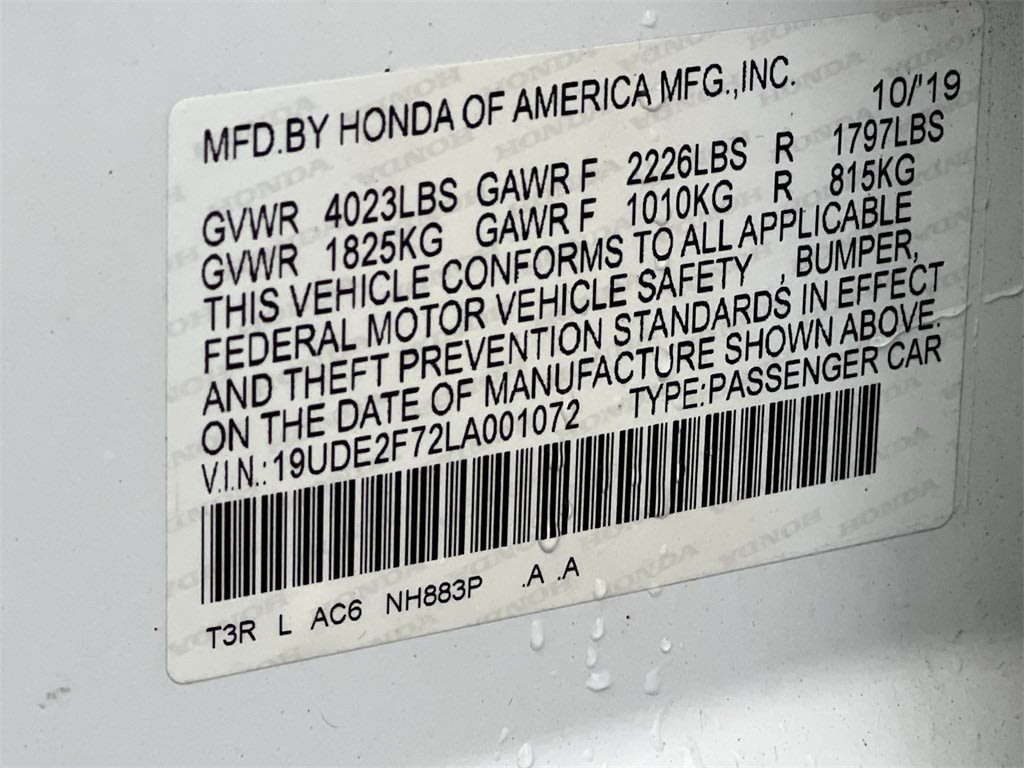 MFD.BY HONDA OF AMERICA MFG.,INC. 10/'19
GVWR 4023LBS GAWR F 2226LBS R 1797LBS
GVWR 1825KG GAWR F 1010KG R 815KG
THIS VEHICLE CONFORMS TO ALL APPLICABLE
FEDERAL MOTOR VEHICLE SAFETY , BUMPER,
AND THEFT PREVENTION STANDARDS IN EFFECT
ON THE DATE OF MANUFACTURE SHOWN ABOVE.
V.I.N.:19UDE2F72LA001072 TYPE:PASSENGER CAR
T3R L AC6 NH883P .A .A